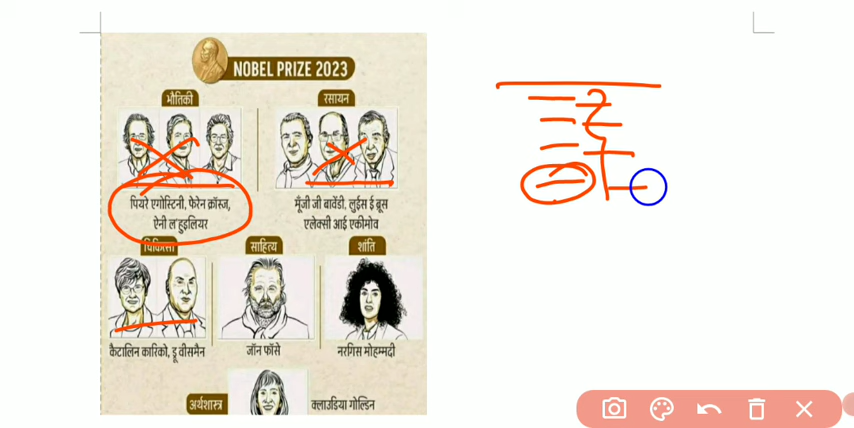 NOBEL PRIZE 2023
भौतिकी
रसायन
पियरे एगोस्टिनी, फेरेन क्रॉस्ज,
ऐनी ल'हुइलियर
मूँजी जी बावेंडी, लुईस ई ब्रूस
एलेक्सी आई एकीमोव
चिकित्सा
साहित्य
शांति
कैटालिन कारिको, ड्रू वीसमैन
जॉन फॉसे
नरगिस मोहम्मदी
अर्थशास्त्र
क्लाउडिया गोल्डिन